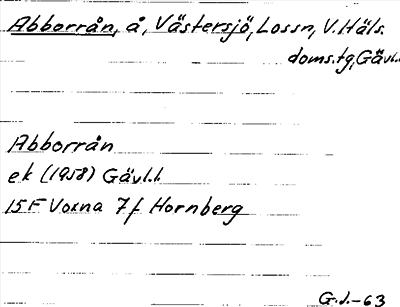 Abborrån, å, Västersjö, Lossn, V. Häls.
doms.tg, Gävl.l.
Abborrån
ek (1958) Gävl.l.
15F Voxna 7f Hornberg
G.J.-63